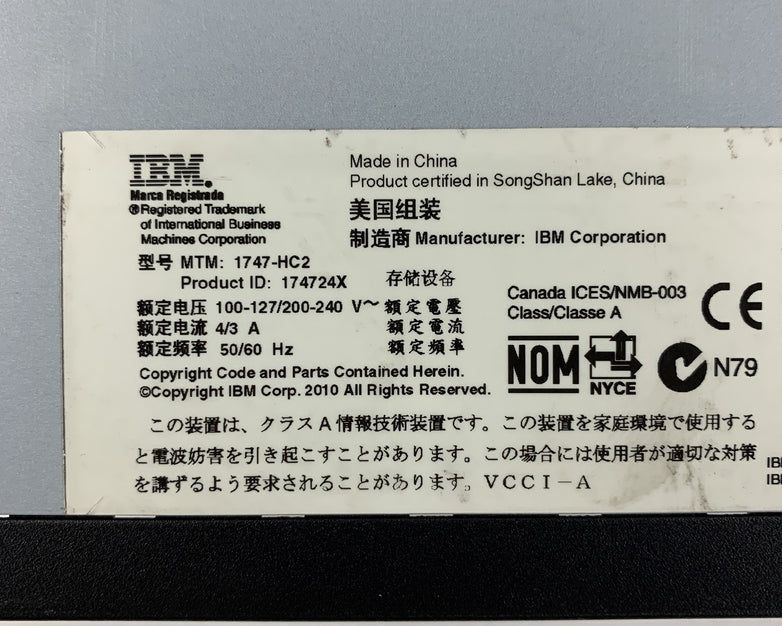 IBM.
Marca Registrada
®Registered Trademark
of International Business
Machines Corporation
Made in China
Product certified in SongShan Lake, China
美国组装
制造商 Manufacturer: IBM Corporation
型号 MTM: 1747-HC2
Product ID: 174724X
存储设备
额定电压 100-127/200-240 V～ 額定電壓
额定电流 4/3 A 額定電流
额定频率 50/60 Hz 額定頻率
Canada ICES/NMB-003
Class/Classe A
CE
NOM
NYCE
N79
Copyright Code and Parts Contained Herein.
©Copyright IBM Corp. 2010 All Rights Reserved.
この装置は、クラスA情報技術装置です。この装置を家庭環境で使用する
と電波妨害を引き起こすことがあります。この場合には使用者が適切な対策
を講ずるよう要求されることがあります。VCCI－A